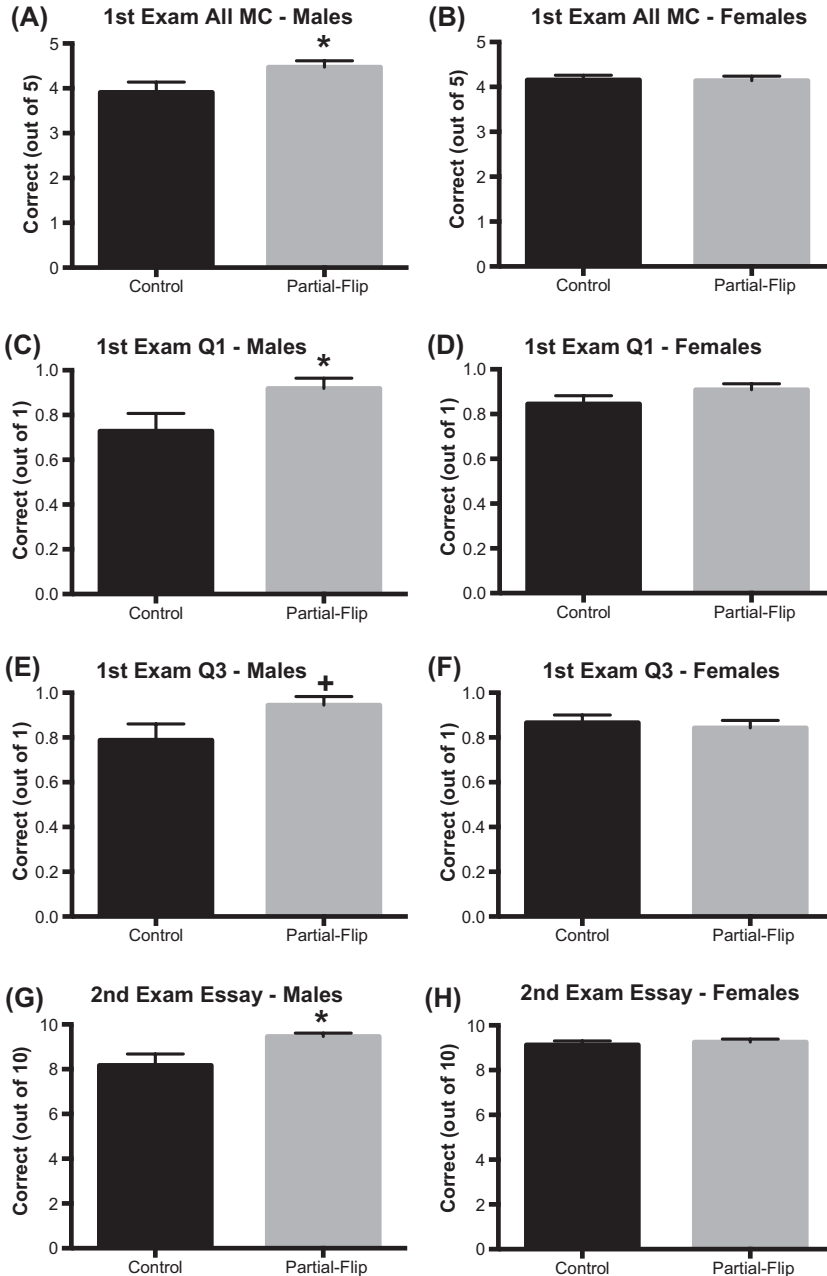 (A) 1st Exam All MC - Males
*
Correct (out of 5)
5
4
3
2
1
0
Control Partial-Flip
(B) 1st Exam All MC - Females
Correct (out of 5)
5
4
3
2
1
0
Control Partial-Flip
(C) 1st Exam Q1 - Males
*
Correct (out of 1)
1.0
0.8
0.6
0.4
0.2
0.0
Control Partial-Flip
(D) 1st Exam Q1 - Females
Correct (out of 1)
1.0
0.8
0.6
0.4
0.2
0.0
Control Partial-Flip
(E) 1st Exam Q3 - Males
+
Correct (out of 1)
1.0
0.8
0.6
0.4
0.2
0.0
Control Partial-Flip
(F) 1st Exam Q3 - Females
Correct (out of 1)
1.0
0.8
0.6
0.4
0.2
0.0
Control Partial-Flip
(G) 2nd Exam Essay - Males
*
Correct (out of 10)
10
8
6
4
2
0
Control Partial-Flip
(H) 2nd Exam Essay - Females
Correct (out of 10)
10
8
6
4
2
0
Control Partial-Flip